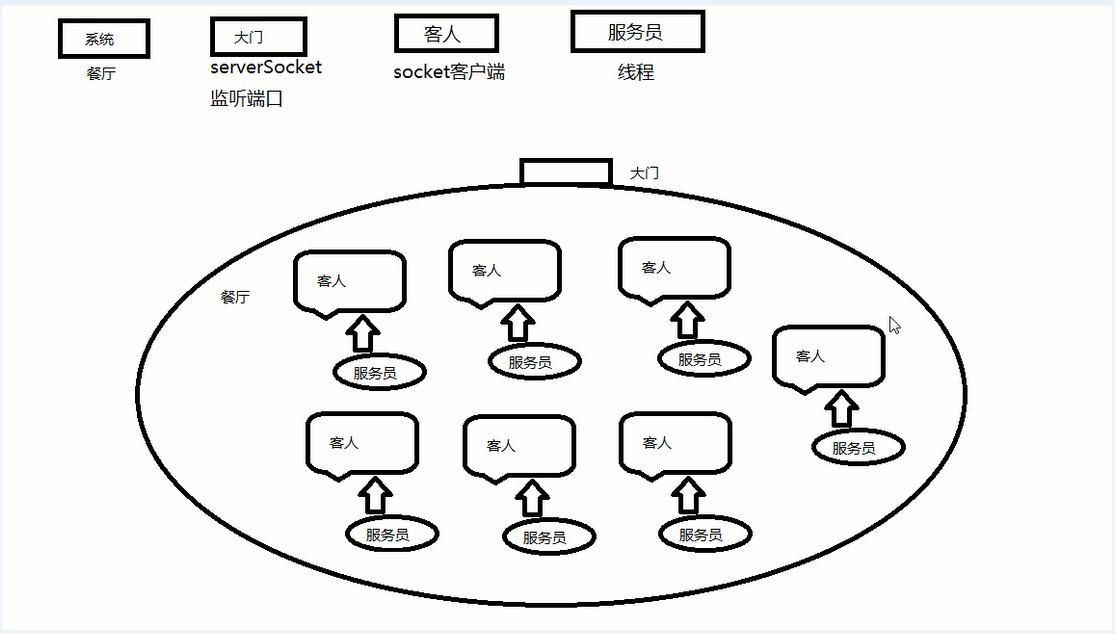 系统
大门
客人
服务员
餐厅
serverSocket
监听端口
socket客户端
线程
大门
餐厅
客人
客人
客人
客人
服务员
服务员
服务员
服务员
客人
客人
客人
服务员
服务员
服务员